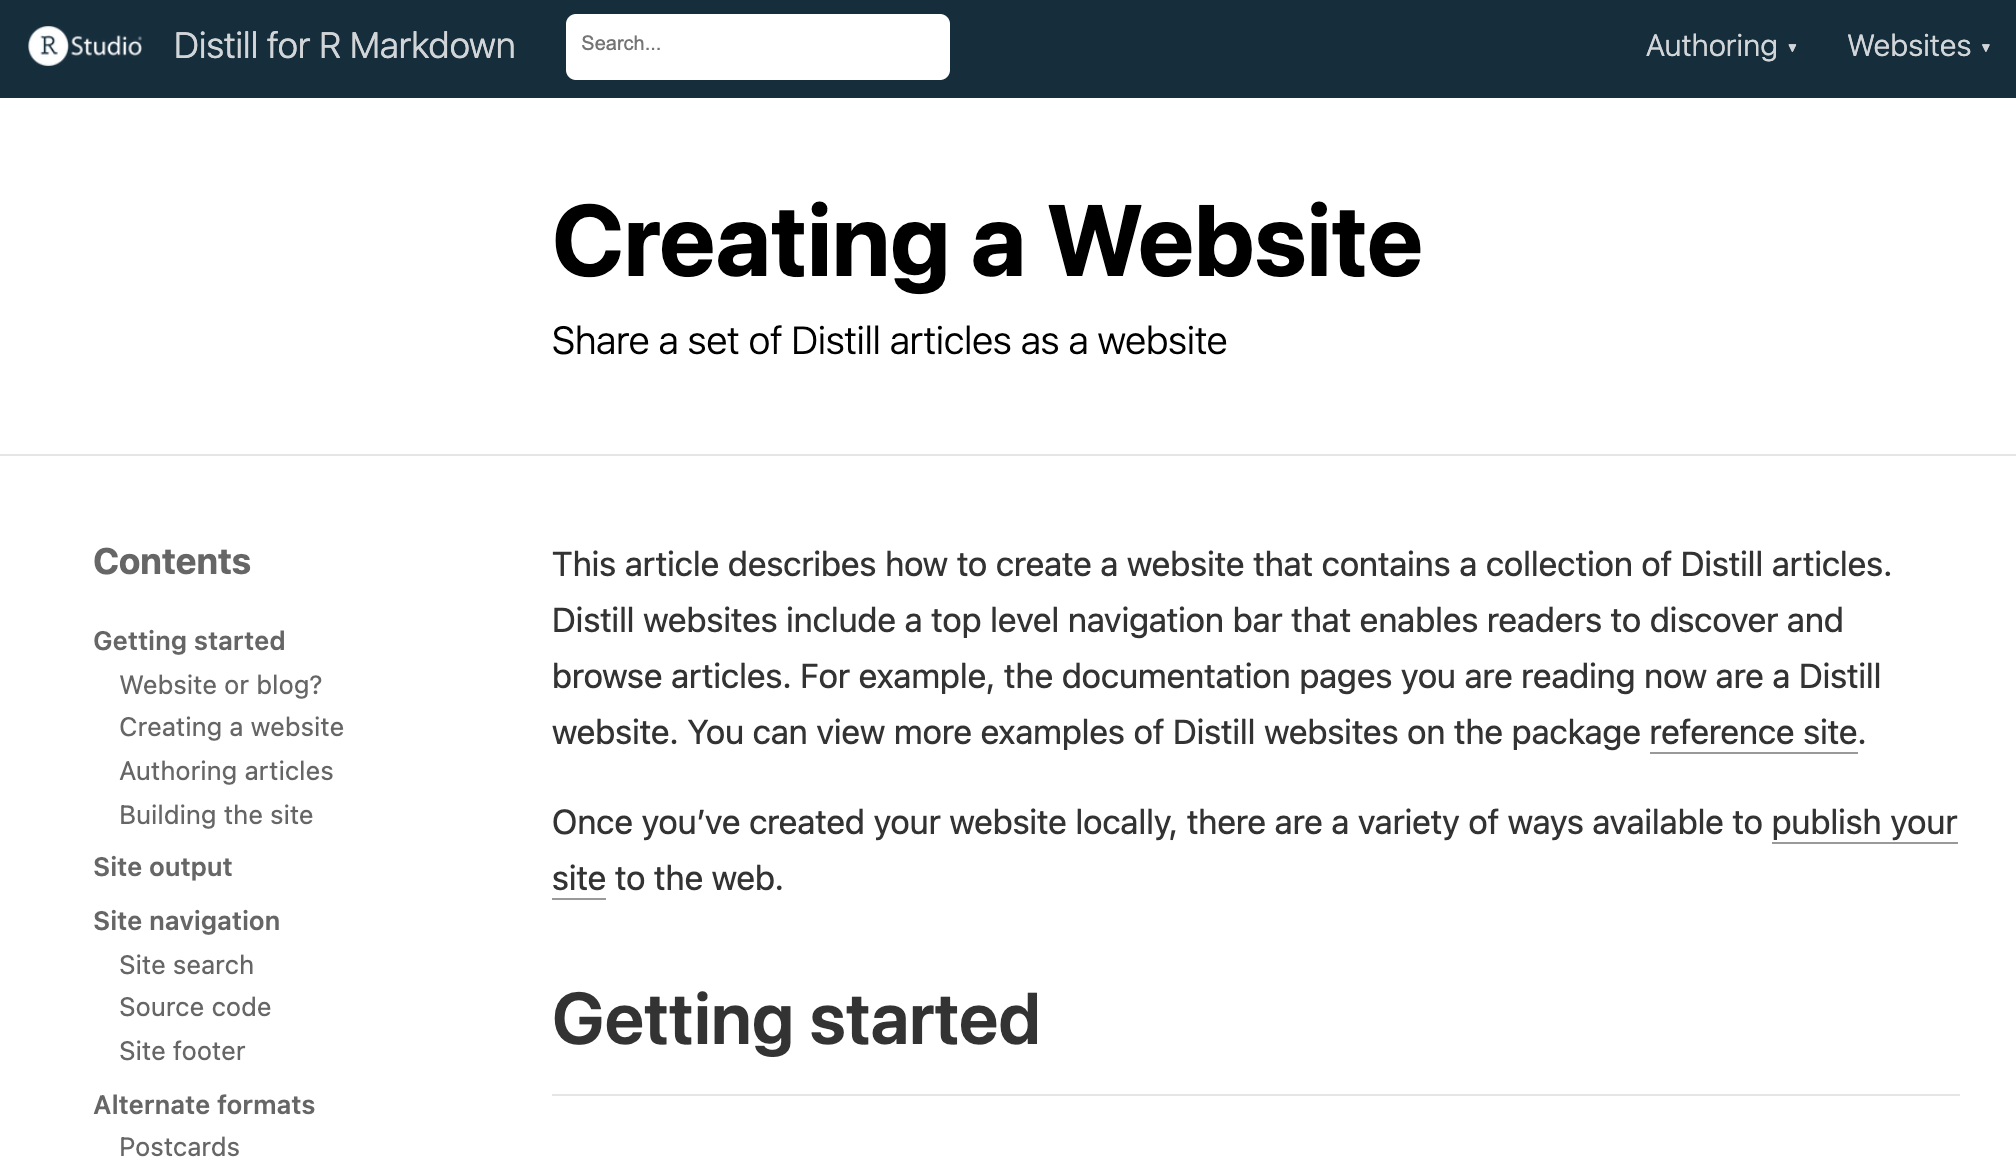 R Studio Distill for R Markdown Search... Authoring ▾ Websites ▾
Creating a Website
Share a set of Distill articles as a website
Contents
Getting started
Website or blog?
Creating a website
Authoring articles
Building the site
Site output
Site navigation
Site search
Source code
Site footer
Alternate formats
Postcards
This article describes how to create a website that contains a collection of Distill articles.
Distill websites include a top level navigation bar that enables readers to discover and
browse articles. For example, the documentation pages you are reading now are a Distill
website. You can view more examples of Distill websites on the package reference site.
Once you’ve created your website locally, there are a variety of ways available to publish your
site to the web.
Getting started